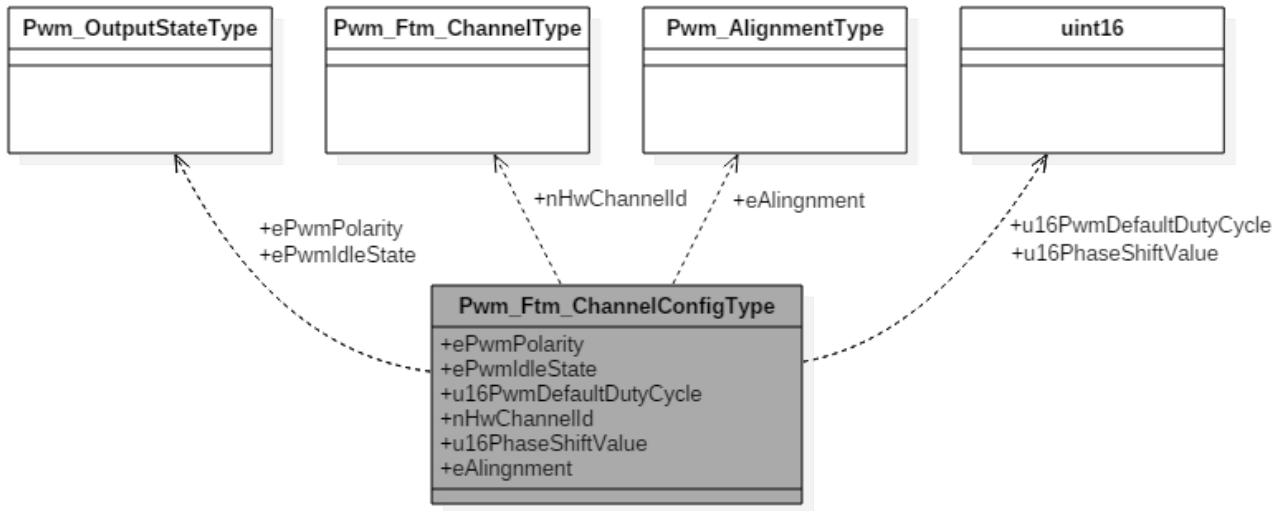 Pwm_OutputStateType
Pwm_Ftm_ChannelType
Pwm_AlignmentType
uint16
+nHwChannelId
+eAlingnment
+ePwmPolarity
+ePwmIdleState
+u16PwmDefaultDutyCycle
+u16PhaseShiftValue
Pwm_Ftm_ChannelConfigType
+ePwmPolarity
+ePwmIdleState
+u16PwmDefaultDutyCycle
+nHwChannelId
+u16PhaseShiftValue
+eAlingnment